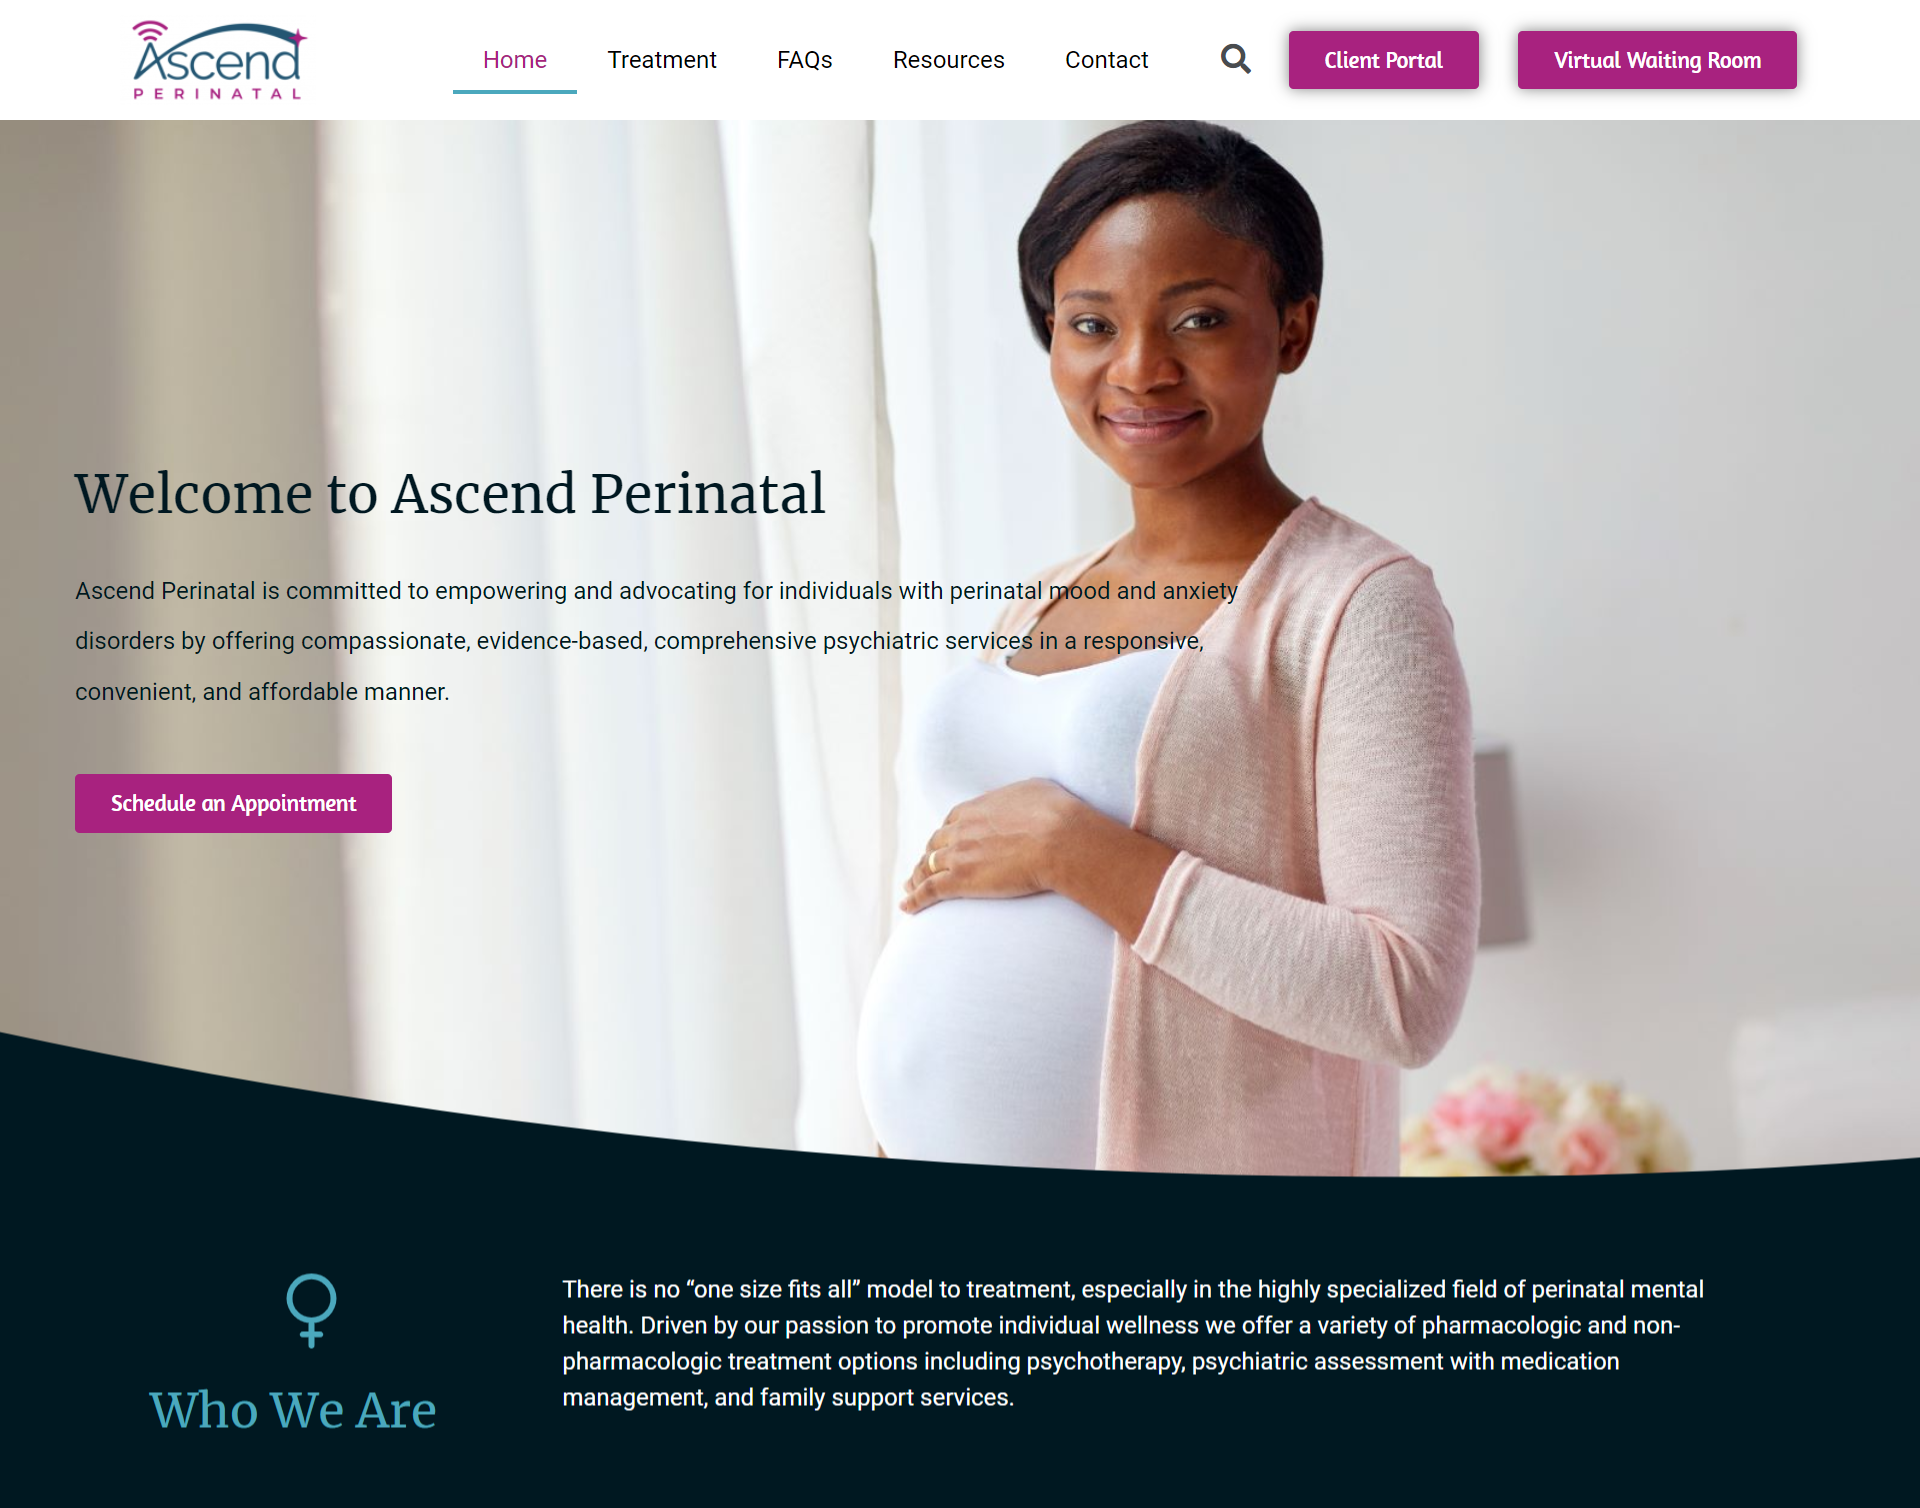 Ascend
PERINATAL
Home
Treatment
FAQs
Resources
Contact
Client Portal
Virtual Waiting Room
Welcome to Ascend Perinatal
Ascend Perinatal is committed to empowering and advocating for individuals with perinatal mood and anxiety
disorders by offering compassionate, evidence-based, comprehensive psychiatric services in a responsive,
convenient, and affordable manner.
Schedule an Appointment
Who We Are
There is no “one size fits all” model to treatment, especially in the highly specialized field of perinatal mental
health. Driven by our passion to promote individual wellness we offer a variety of pharmacologic and non-
pharmacologic treatment options including psychotherapy, psychiatric assessment with medication
management, and family support services.